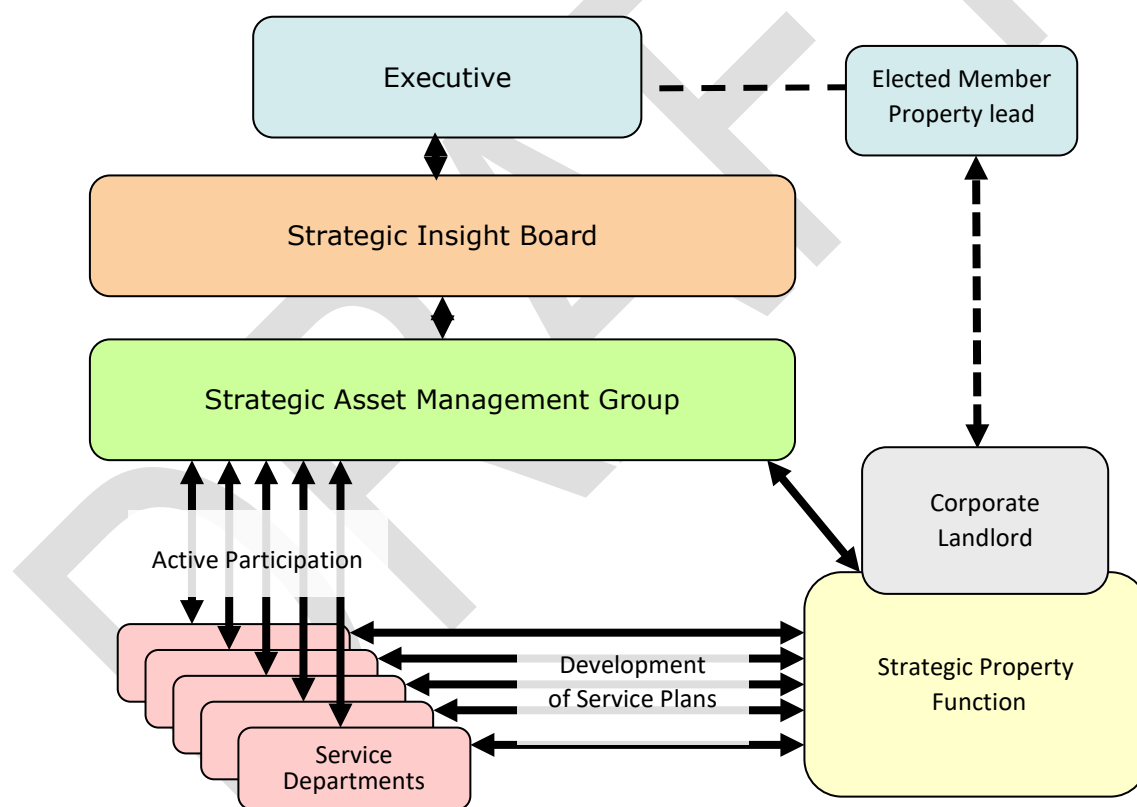 DRAFT
Executive
Elected Member
Property lead
Strategic Insight Board
Strategic Asset Management Group
Corporate
Landlord
Active Participation
Development
of Service Plans
Strategic Property
Function
Service
Departments